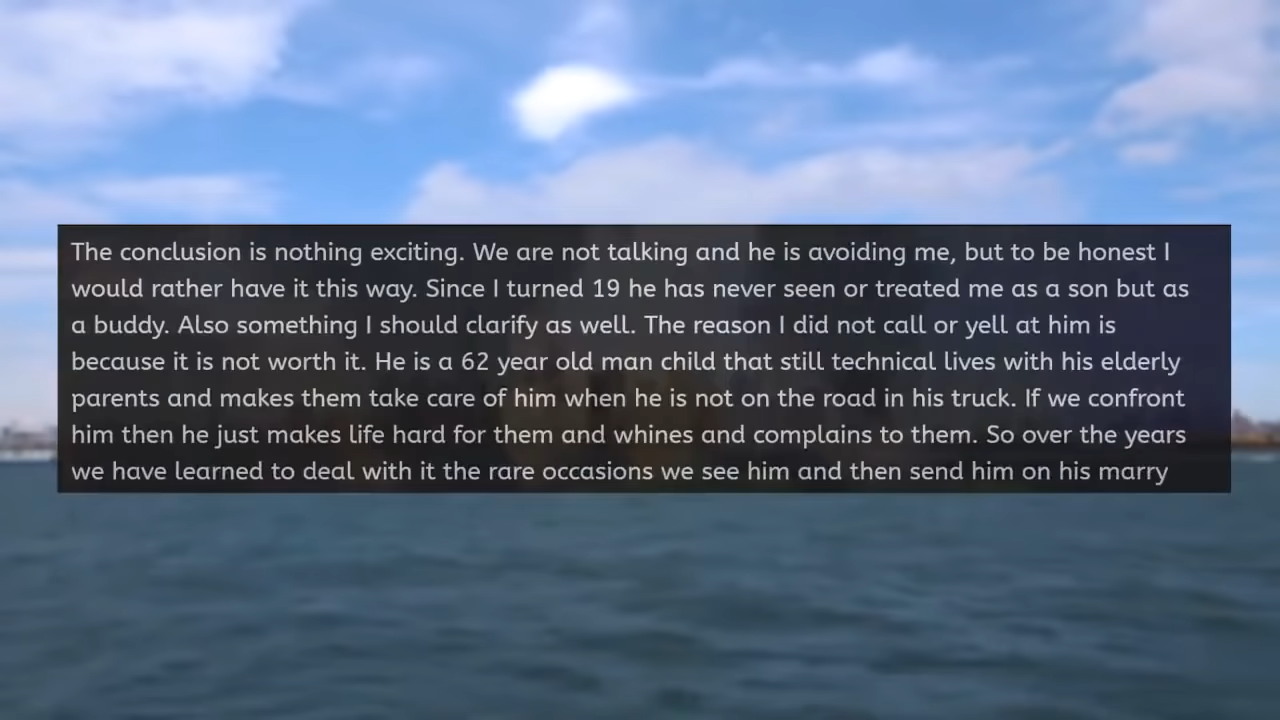 The conclusion is nothing exciting. We are not talking and he is avoiding me, but to be honest I
would rather have it this way. Since I turned 19 he has never seen or treated me as a son but as
a buddy. Also something I should clarify as well. The reason I did not call or yell at him is
because it is not worth it. He is a 62 year old man child that still technical lives with his elderly
parents and makes them take care of him when he is not on the road in his truck. If we confront
him then he just makes life hard for them and whines and complains to them. So over the years
we have learned to deal with it the rare occasions we see him and then send him on his marry